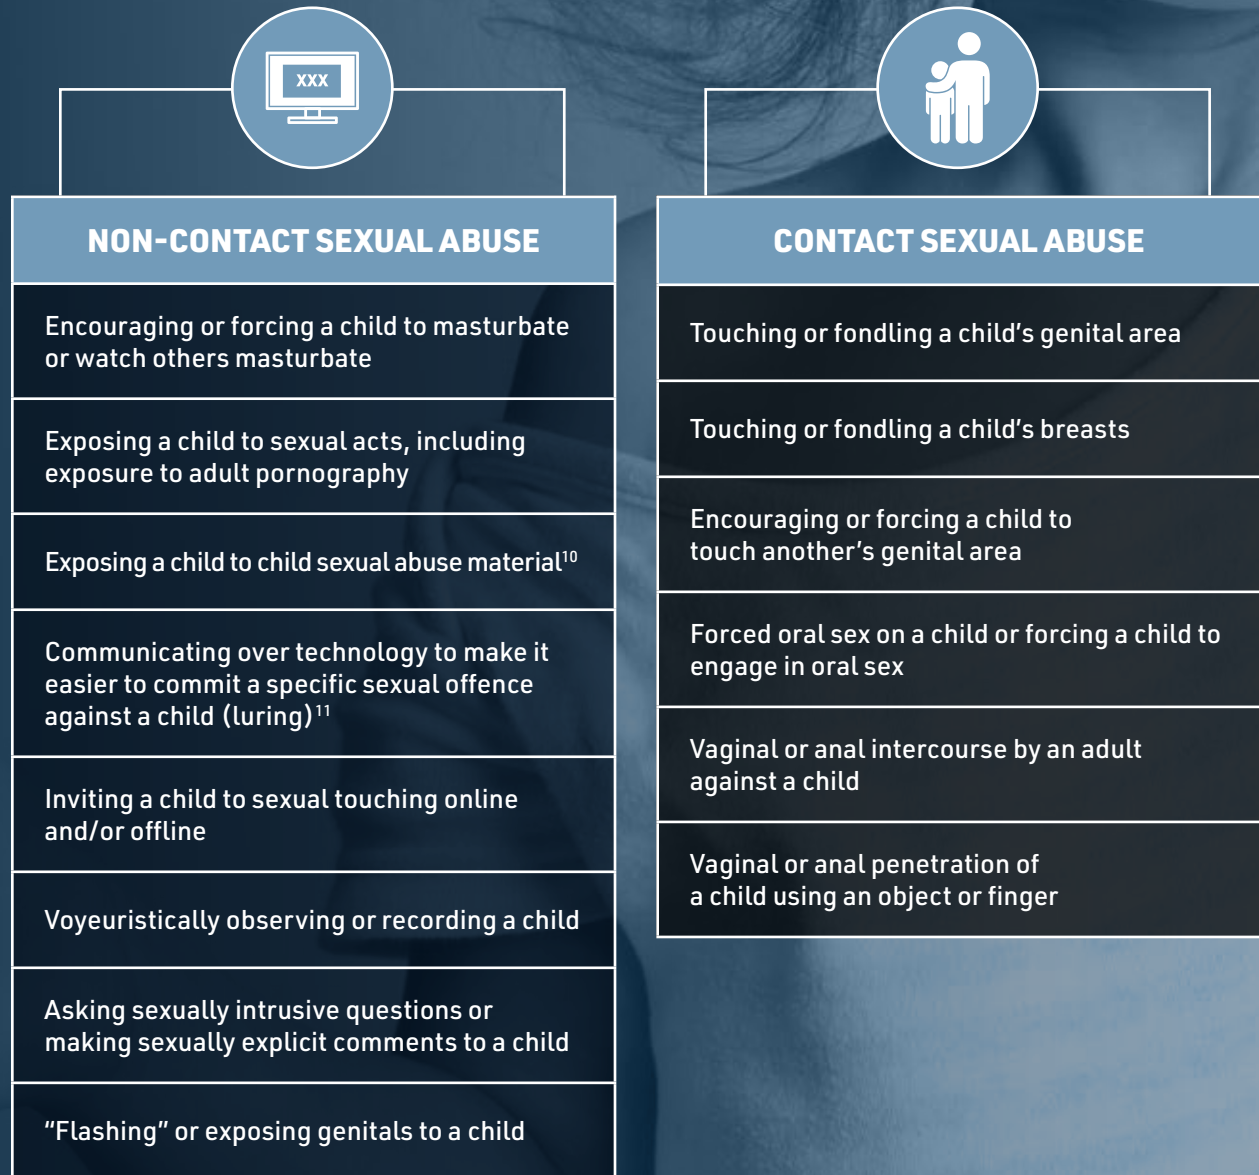 XXX
NON-CONTACT SEXUAL ABUSE
Encouraging or forcing a child to masturbate
or watch others masturbate
Exposing a child to sexual acts, including
exposure to adult pornography
Exposing a child to child sexual abuse material¹⁰
Communicating over technology to make it
easier to commit a specific sexual offence
against a child (luring)¹¹
Inviting a child to sexual touching online
and/or offline
Voyeuristically observing or recording a child
Asking sexually intrusive questions or
making sexually explicit comments to a child
“Flashing” or exposing genitals to a child
CONTACT SEXUAL ABUSE
Touching or fondling a child’s genital area
Touching or fondling a child’s breasts
Encouraging or forcing a child to
touch another’s genital area
Forced oral sex on a child or forcing a child to
engage in oral sex
Vaginal or anal intercourse by an adult
against a child
Vaginal or anal penetration of
a child using an object or finger